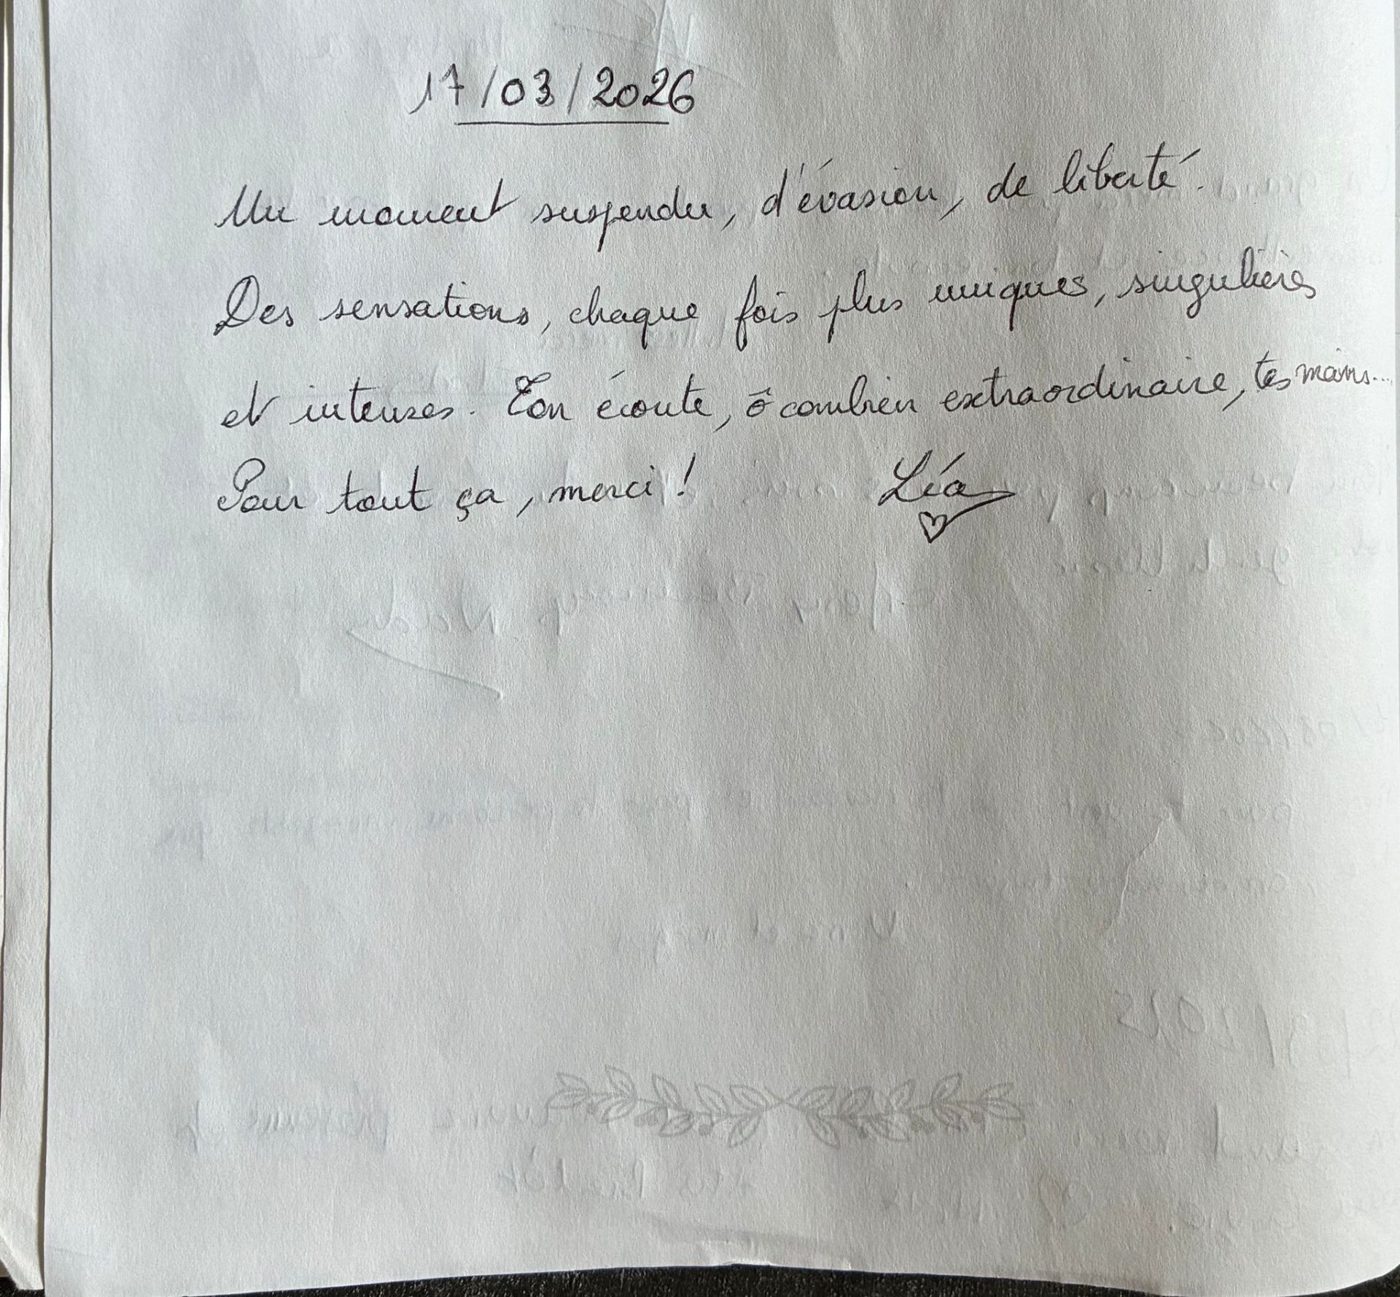 17/03/2026
Un moment suspendu, d'évasion, de liberté.
Des sensations, chaque fois plus uniques, singulières
et intenses. Ton écoute, ô combien extraordinaire, tes mains...
Pour tout ça, merci ! Léa